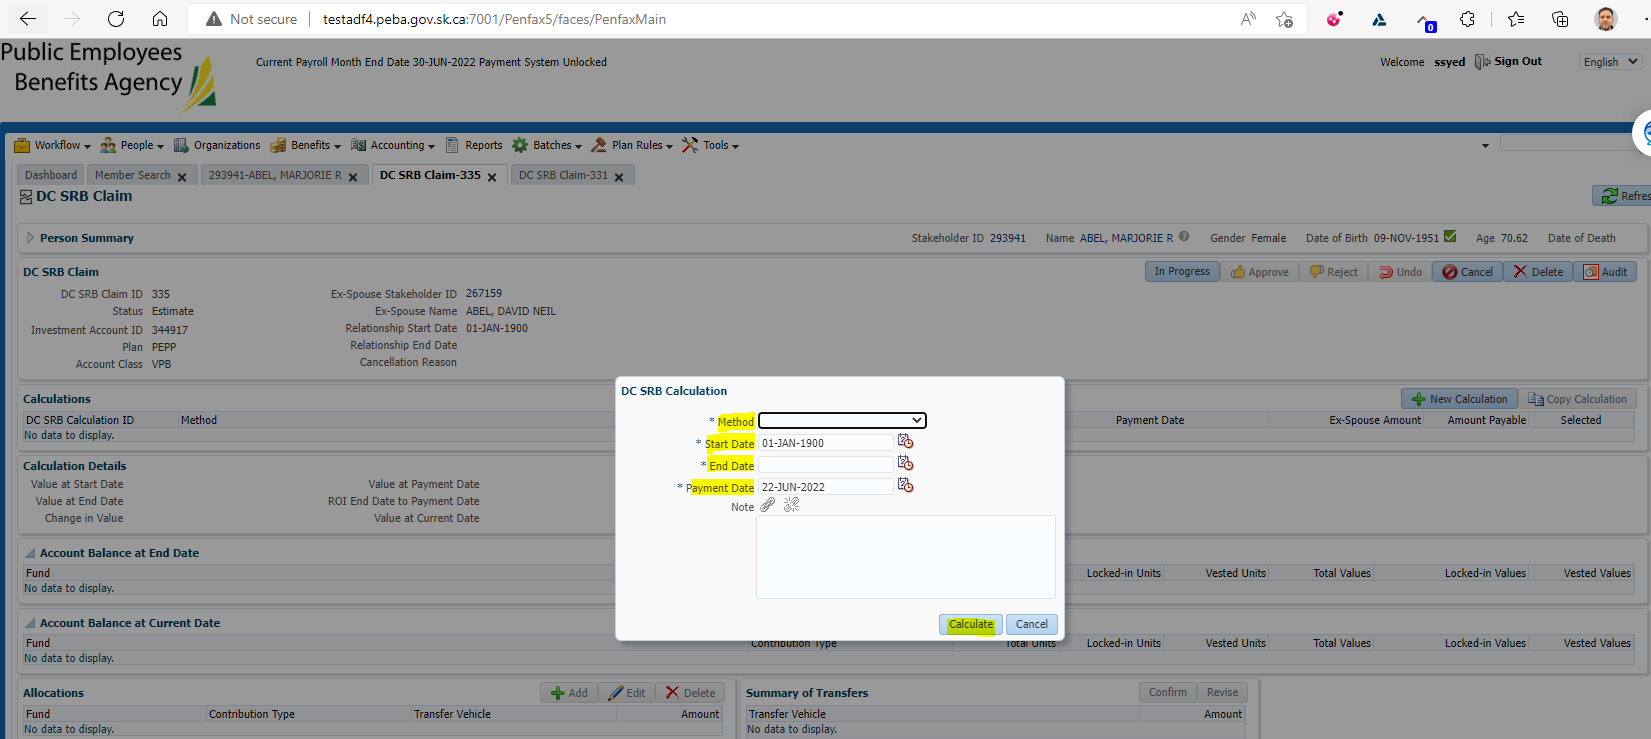 Not secure | testadf4.peba.gov.sk.ca:7001/Penfax5/faces/PenfaxMain A 0
Public Employees
Benefits Agency
Current Payroll Month End Date 30-JUN-2022 Payment System Unlocked
Welcome ssyed Sign Out English
Workflow People Organizations Benefits Accounting Reports Batches Plan Rules Tools
Dashboard Member Search 293941-ABEL, MARJORIE R DC SRB Claim-335 DC SRB Claim-331
DC SRB Claim Refres
Person Summary Stakeholder ID 293941 Name ABEL, MARJORIE R Gender Female Date of Birth 09-NOV-1951 Age 70.62 Date of Death
DC SRB Claim In Progress Approve Reject Undo Cancel Delete Audit
DC SRB Claim ID 335 Ex-Spouse Stakeholder ID 267159
Status Estimate Ex-Spouse Name ABEL, DAVID NEIL
Investment Account ID 344917 Relationship Start Date 01-JAN-1900
Plan PEPP Relationship End Date
Account Class VPB Cancellation Reason
Calculations New Calculation Copy Calculation
DC SRB Calculation ID Method Payment Date Ex-Spouse Amount Amount Payable Selected
No data to display.
Calculation Details
Value at Start Date Value at Payment Date
Value at End Date ROI End Date to Payment Date
Change in Value Value at Current Date
DC SRB Calculation
* Method
* Start Date 01-JAN-1900
* End Date
* Payment Date 22-JUN-2022
Note
Calculate Cancel
Account Balance at End Date
Fund Locked-in Units Vested Units Total Values Locked-in Values Vested Values
No data to display.
Account Balance at Current Date
Fund Contribution Type Total Units Locked-in Units Vested Units Total Values Locked-in Values Vested Values
No data to display.
Allocations Add Edit Delete Summary of Transfers Confirm Revise
Fund Contribution Type Transfer Vehicle Amount Transfer Vehicle Amount
No data to display. No data to display.